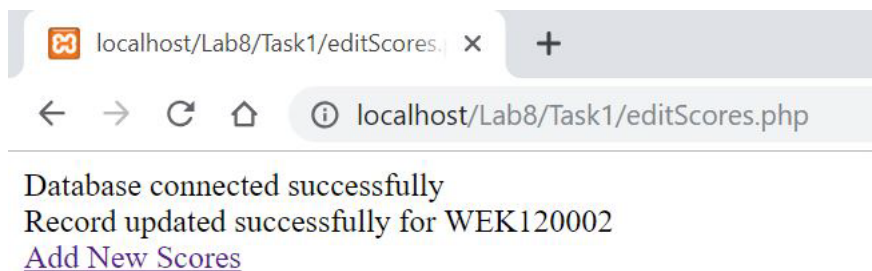 localhost/Lab8/Task1/editScores.
localhost/Lab8/Task1/editScores.php
Database connected successfully
Record updated successfully for WEK120002
Add New Scores